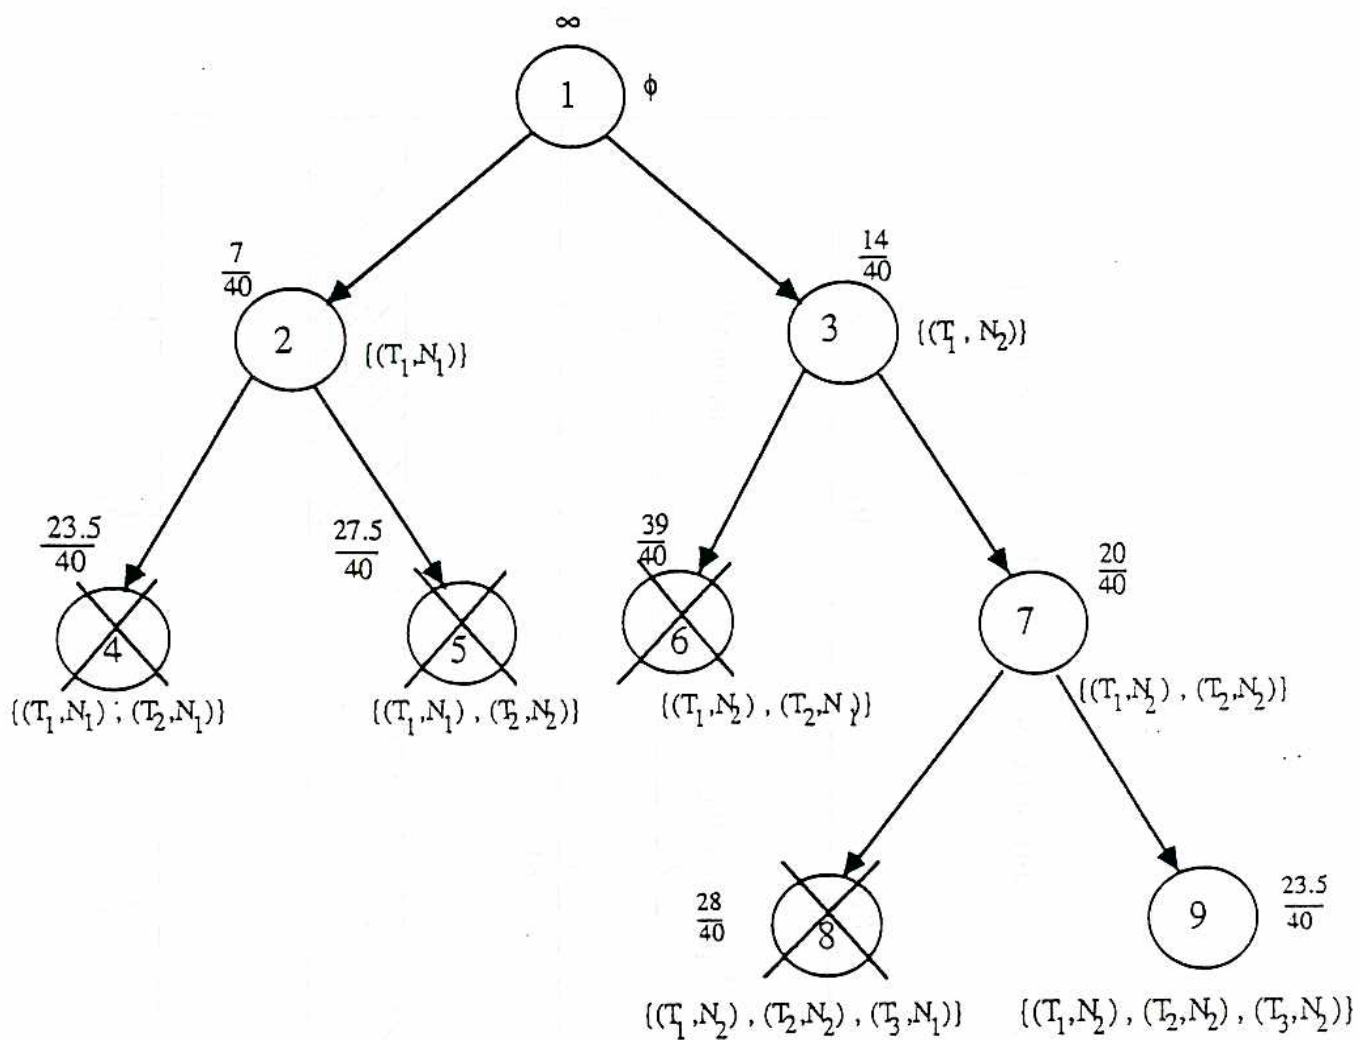 ∞
1
ϕ
7
40
14
40
2
{(T₁,N₁)}
3
{(T₁ , N₂)}
23.5
40
27.5
40
39
40
20
40
4
5
6
7
{(T₁,N₁) , (T₂,N₁)}
{(T₁,N₁) , (T₂,N₂)}
{(T₁,N₂) , (T₂,N₁)}
{(T₁,N₂) , (T₂,N₂)}
28
40
8
9
23.5
40
{(T₁,N₂) , (T₂,N₂) , (T₃,N₁)}
{(T₁,N₂) , (T₂,N₂) , (T₃,N₂)}